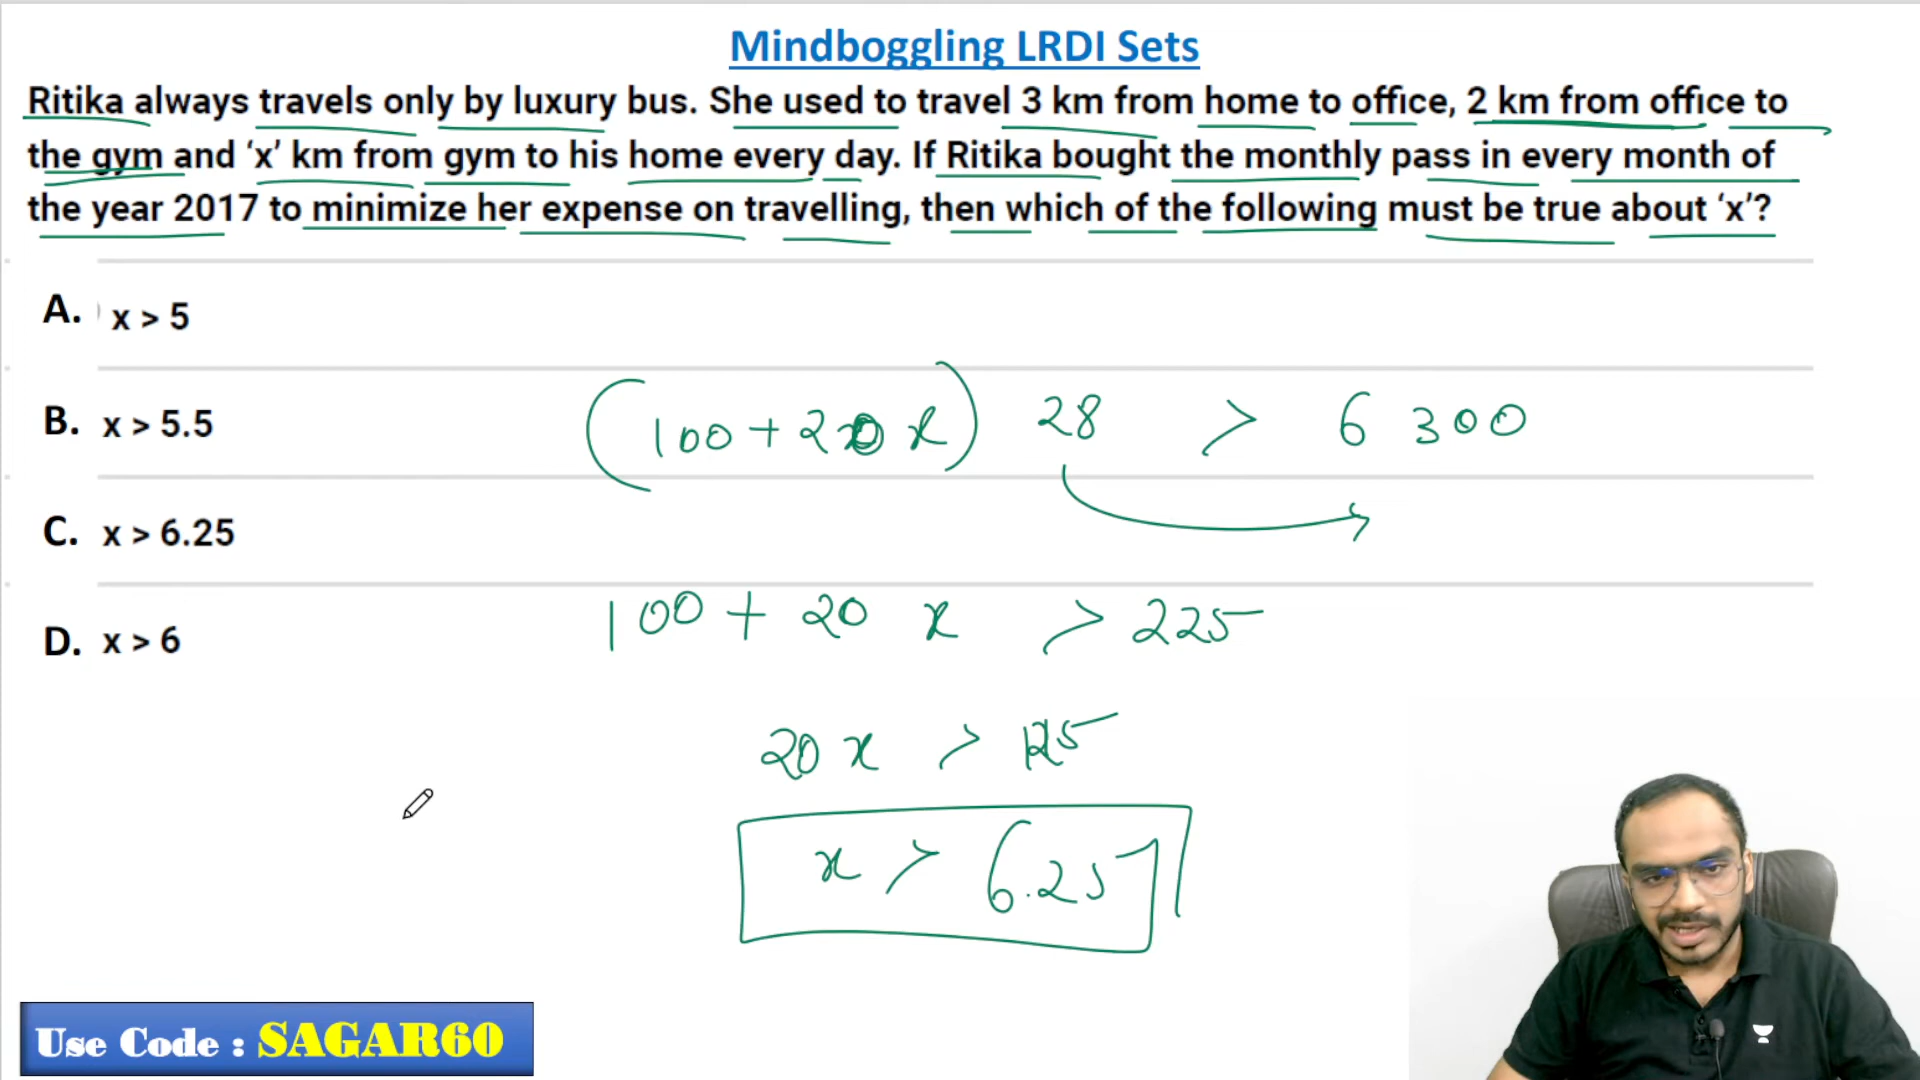 Mindboggling LRDI Sets
Ritika always travels only by luxury bus. She used to travel 3 km from home to office, 2 km from office to
the gym and ‘x’ km from gym to his home every day. If Ritika bought the monthly pass in every month of
the year 2017 to minimize her expense on travelling, then which of the following must be true about ‘x’?
A. x > 5
B. x > 5.5
C. x > 6.25
D. x > 6
(100 + 20 x) 28 > 6300
100 + 20 x > 225
20 x > 125
x > 6.25
Use Code : SAGAR60